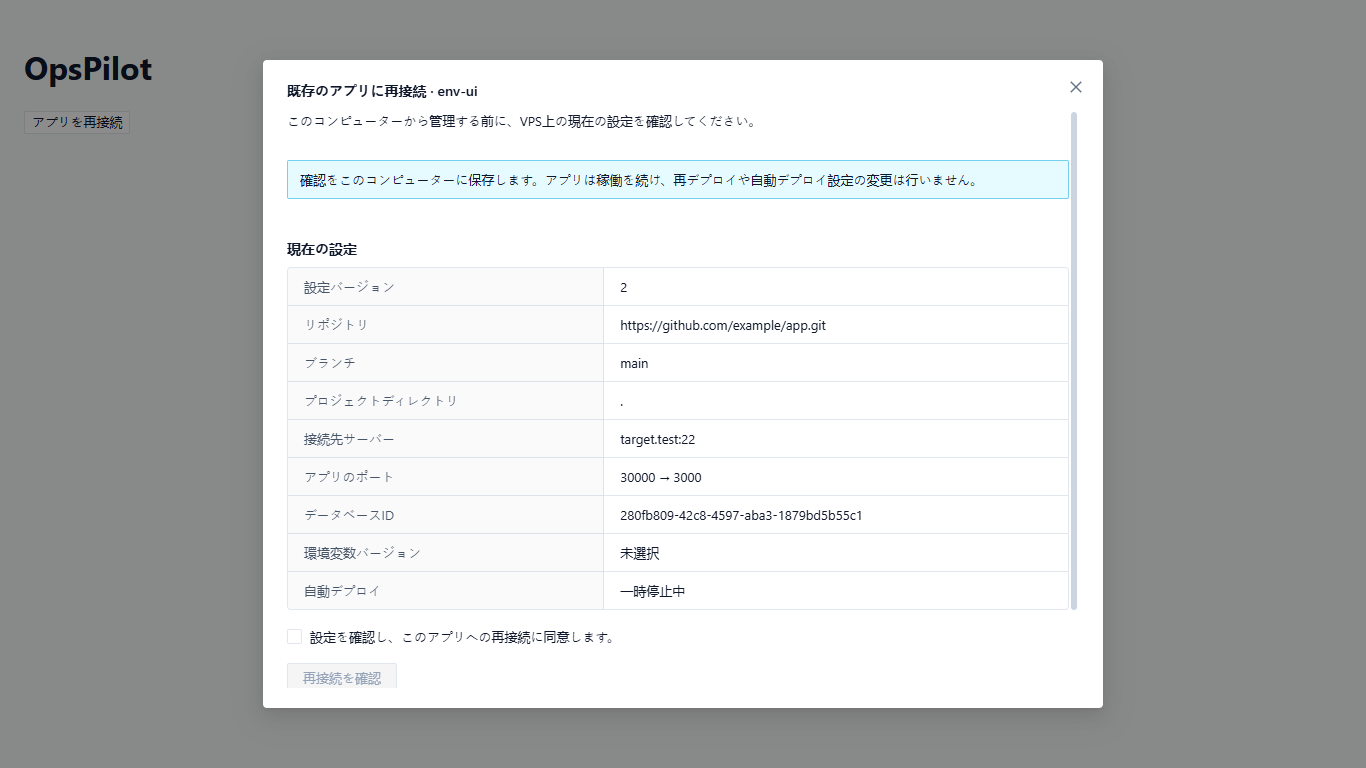 OpsPilot
アプリを再接続
既存のアプリに再接続 · env-ui
このコンピューターから管理する前に、VPS上の現在の設定を確認してください。
確認をこのコンピューターに保存します。アプリは稼働を続け、再デプロイや自動デプロイ設定の変更は行いません。
現在の設定
設定バージョン 2
リポジトリ https://github.com/example/app.git
ブランチ main
プロジェクトディレクトリ .
接続先サーバー target.test:22
アプリのポート 30000 → 3000
データベースID 280fb809-42c8-4597-aba3-1879bd5b55c1
環境変数バージョン 未選択
自動デプロイ 一時停止中
設定を確認し、このアプリへの再接続に同意します。
再接続を確認